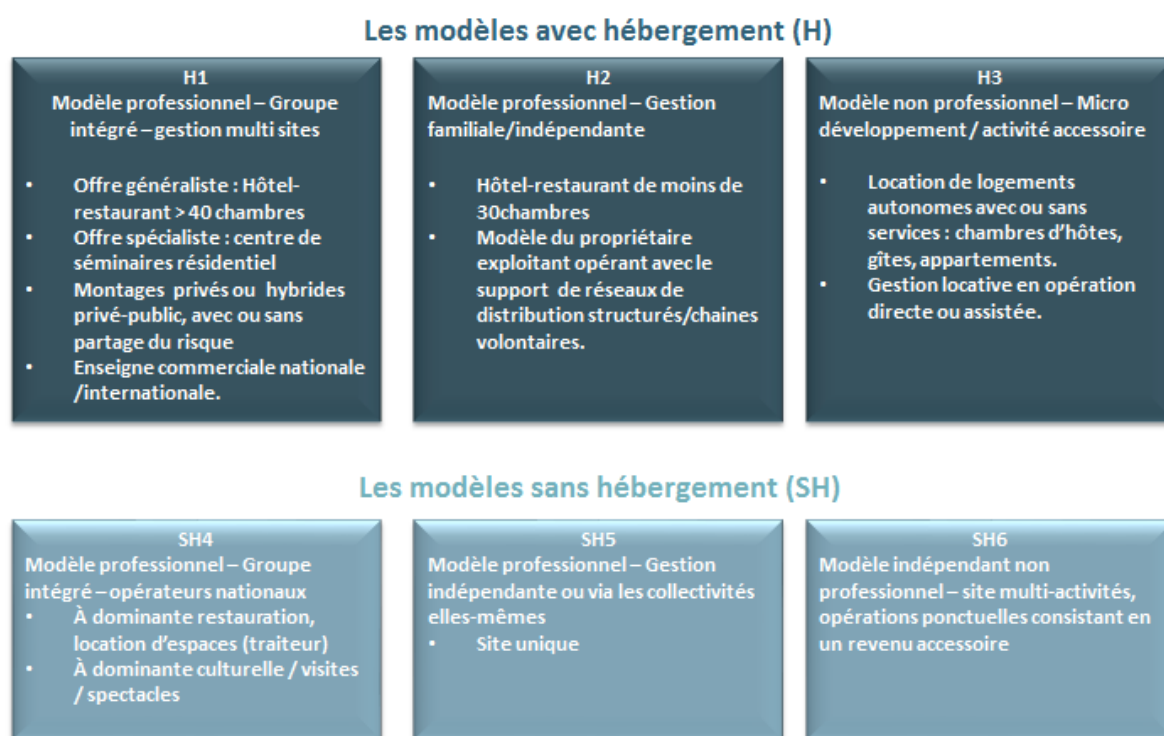 Les modèles avec hébergement (H)
H1
Modèle professionnel – Groupe
intégré – gestion multi sites
• Offre généraliste : Hôtel-
restaurant > 40 chambres
• Offre spécialiste : centre de
séminaires résidentiel
• Montages privés ou hybrides
privé-public, avec ou sans
partage du risque
• Enseigne commerciale nationale
/internationale.
H2
Modèle professionnel – Gestion
familiale/indépendante
• Hôtel-restaurant de moins de
30chambres
• Modèle du propriétaire
exploitant opérant avec le
support de réseaux de
distribution structurés/chaines
volontaires.
H3
Modèle non professionnel – Micro
développement / activité accessoire
• Location de logements
autonomes avec ou sans
services : chambres d'hôtes,
gîtes, appartements.
• Gestion locative en opération
directe ou assistée.
Les modèles sans hébergement (SH)
SH4
Modèle professionnel – Groupe
intégré – opérateurs nationaux
• À dominante restauration,
location d'espaces (traiteur)
• À dominante culturelle / visites
/ spectacles
SH5
Modèle professionnel – Gestion
indépendante ou via les collectivités
elles-mêmes
• Site unique
SH6
Modèle indépendant non
professionnel – site multi-activités,
opérations ponctuelles consistant en
un revenu accessoire